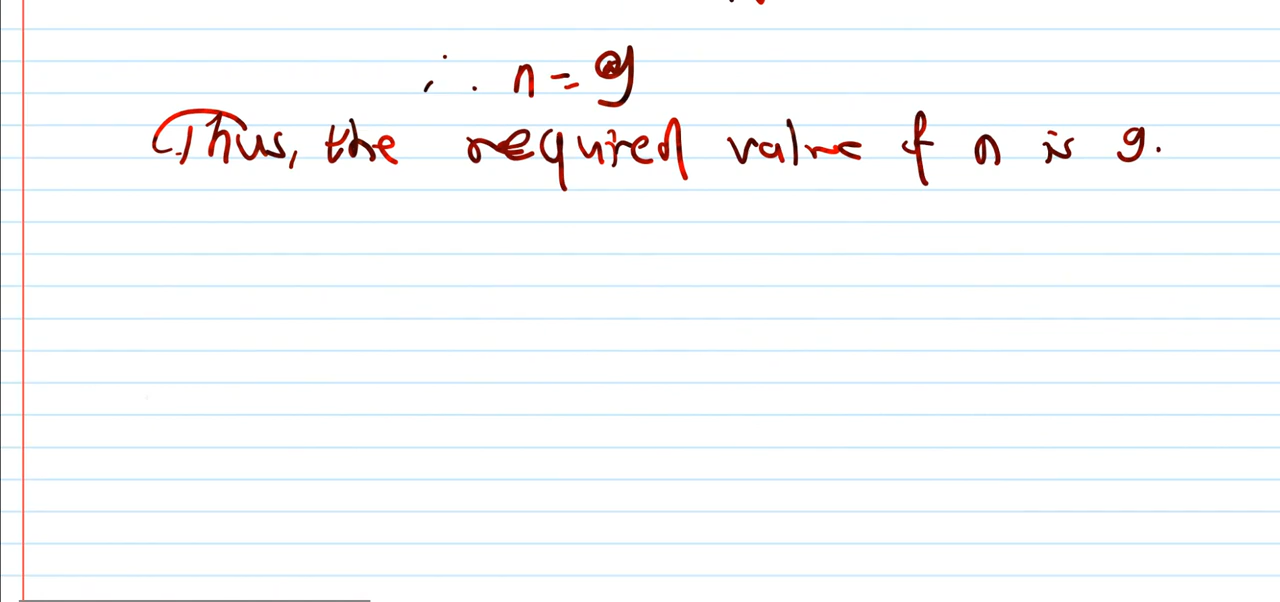 ∴ n = 9
Thus, the required value of n is 9.